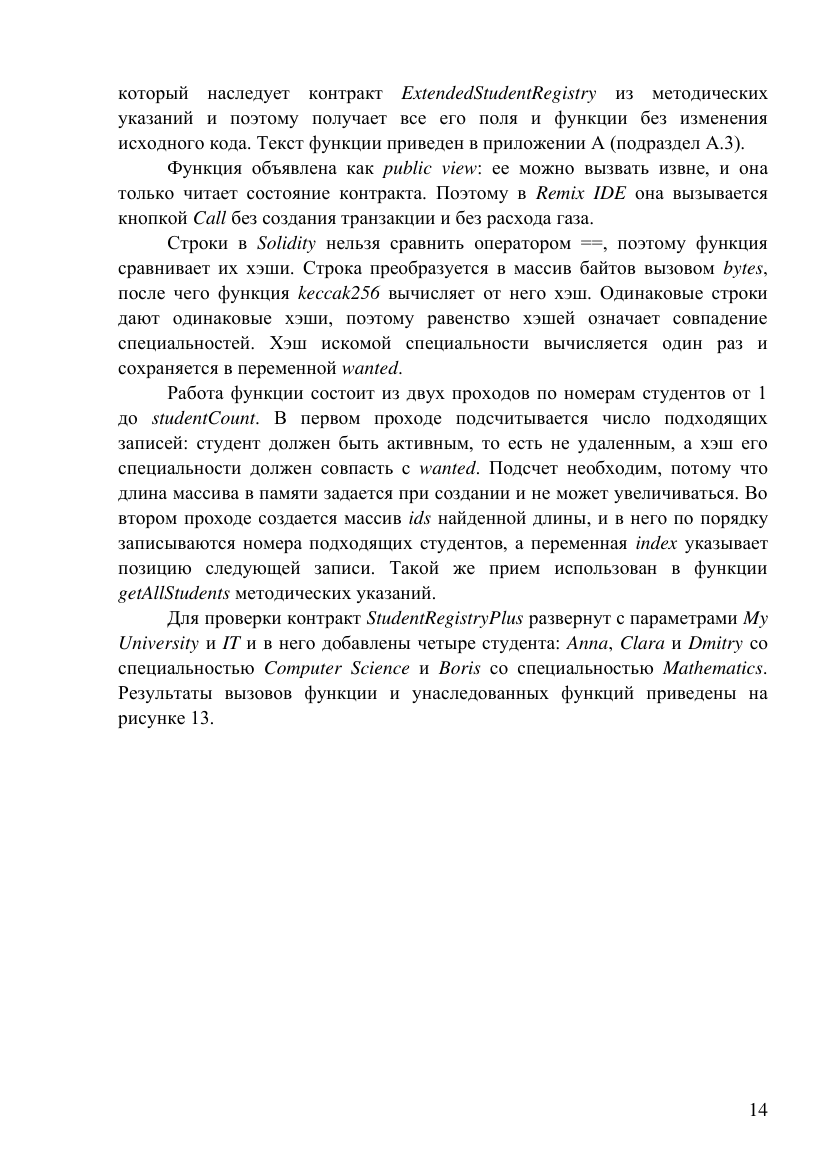 который наследует контракт ExtendedStudentRegistry из методических
указаний и поэтому получает все его поля и функции без изменения
исходного кода. Текст функции приведен в приложении А (подраздел А.3).
Функция объявлена как public view: ее можно вызвать извне, и она
только читает состояние контракта. Поэтому в Remix IDE она вызывается
кнопкой Call без создания транзакции и без расхода газа.
Строки в Solidity нельзя сравнить оператором ==, поэтому функция
сравнивает их хэши. Строка преобразуется в массив байтов вызовом bytes,
после чего функция keccak256 вычисляет от него хэш. Одинаковые строки
дают одинаковые хэши, поэтому равенство хэшей означает совпадение
специальностей. Хэш искомой специальности вычисляется один раз и
сохраняется в переменной wanted.
Работа функции состоит из двух проходов по номерам студентов от 1
до studentCount. В первом проходе подсчитывается число подходящих
записей: студент должен быть активным, то есть не удаленным, а хэш его
специальности должен совпасть с wanted. Подсчет необходим, потому что
длина массива в памяти задается при создании и не может увеличиваться. Во
втором проходе создается массив ids найденной длины, и в него по порядку
записываются номера подходящих студентов, а переменная index указывает
позицию следующей записи. Такой же прием использован в функции
getAllStudents методических указаний.
Для проверки контракт StudentRegistryPlus развернут с параметрами My
University и IT и в него добавлены четыре студента: Anna, Clara и Dmitry со
специальностью Computer Science и Boris со специальностью Mathematics.
Результаты вызовов функции и унаследованных функций приведены на
рисунке 13.
14